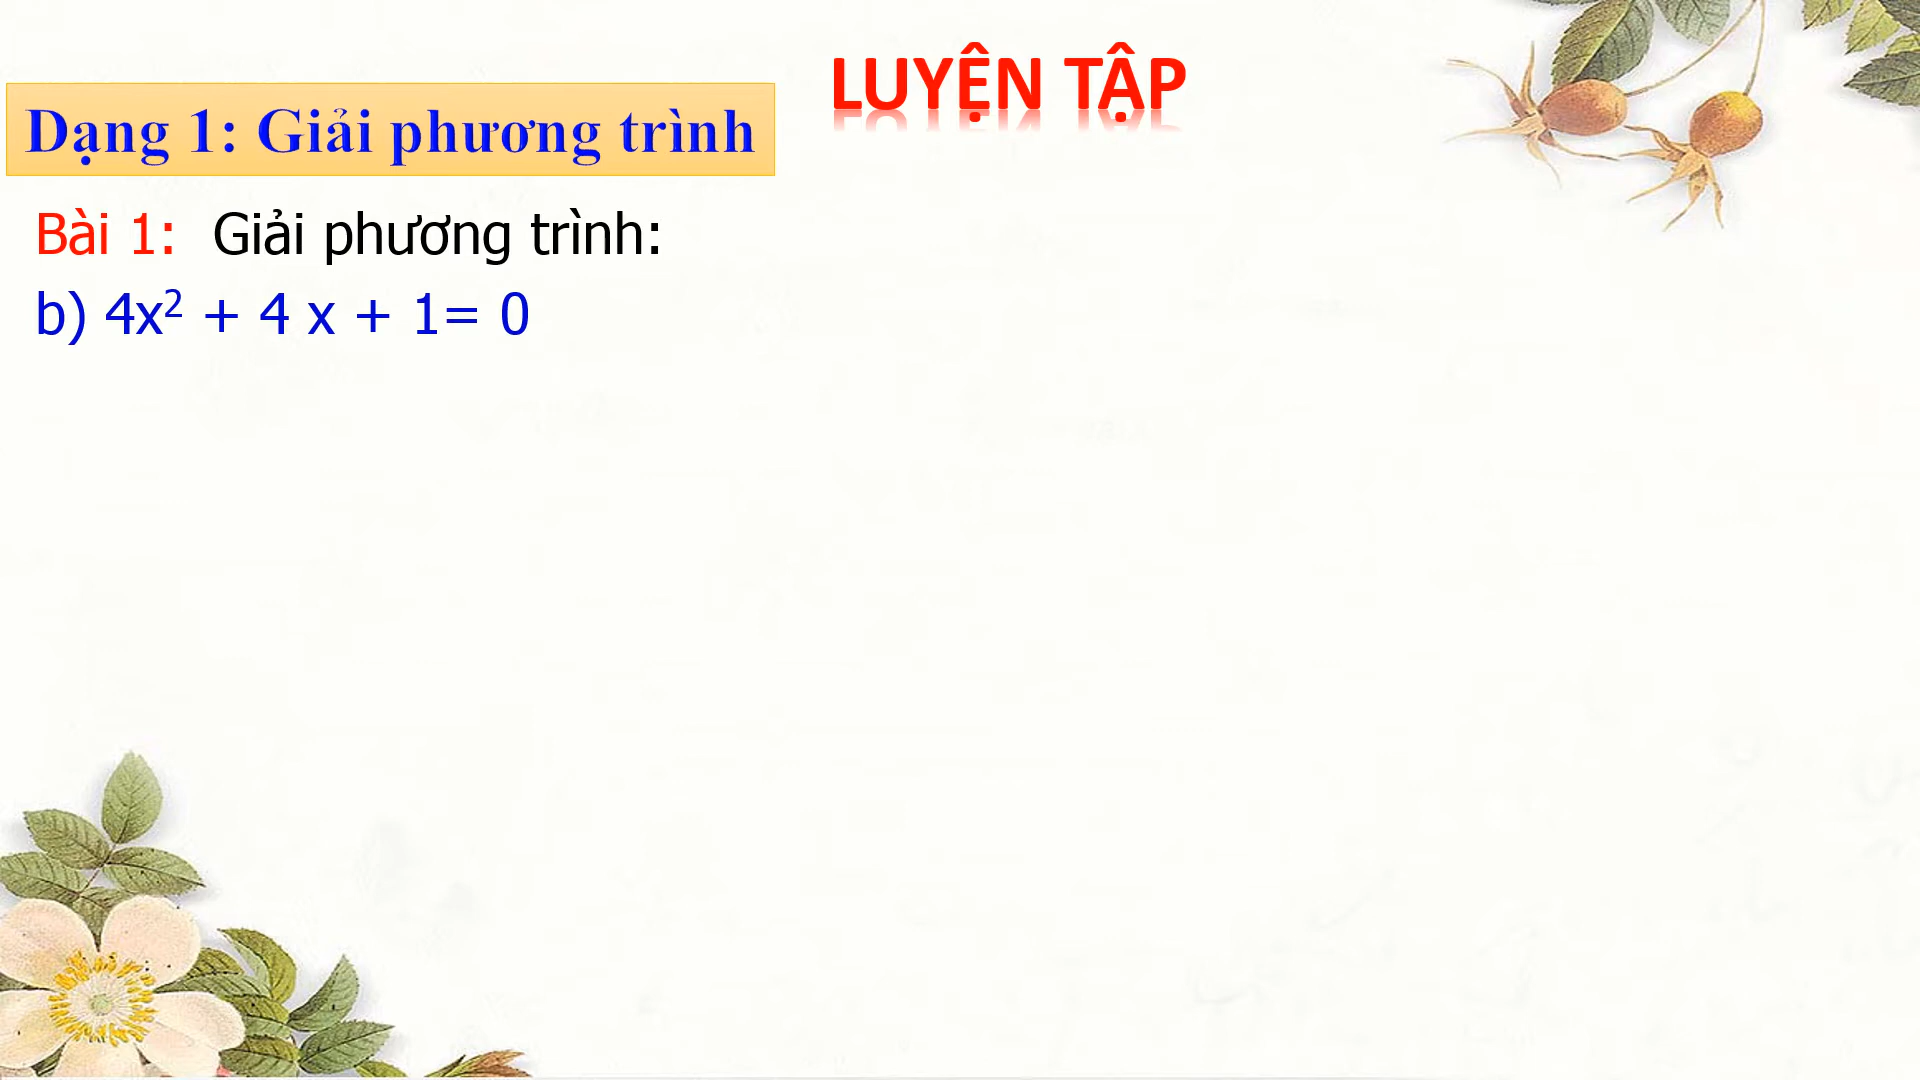 LUYỆN TẬP
Dạng 1: Giải phương trình
Bài 1: Giải phương trình:
b) 4x² + 4 x + 1= 0